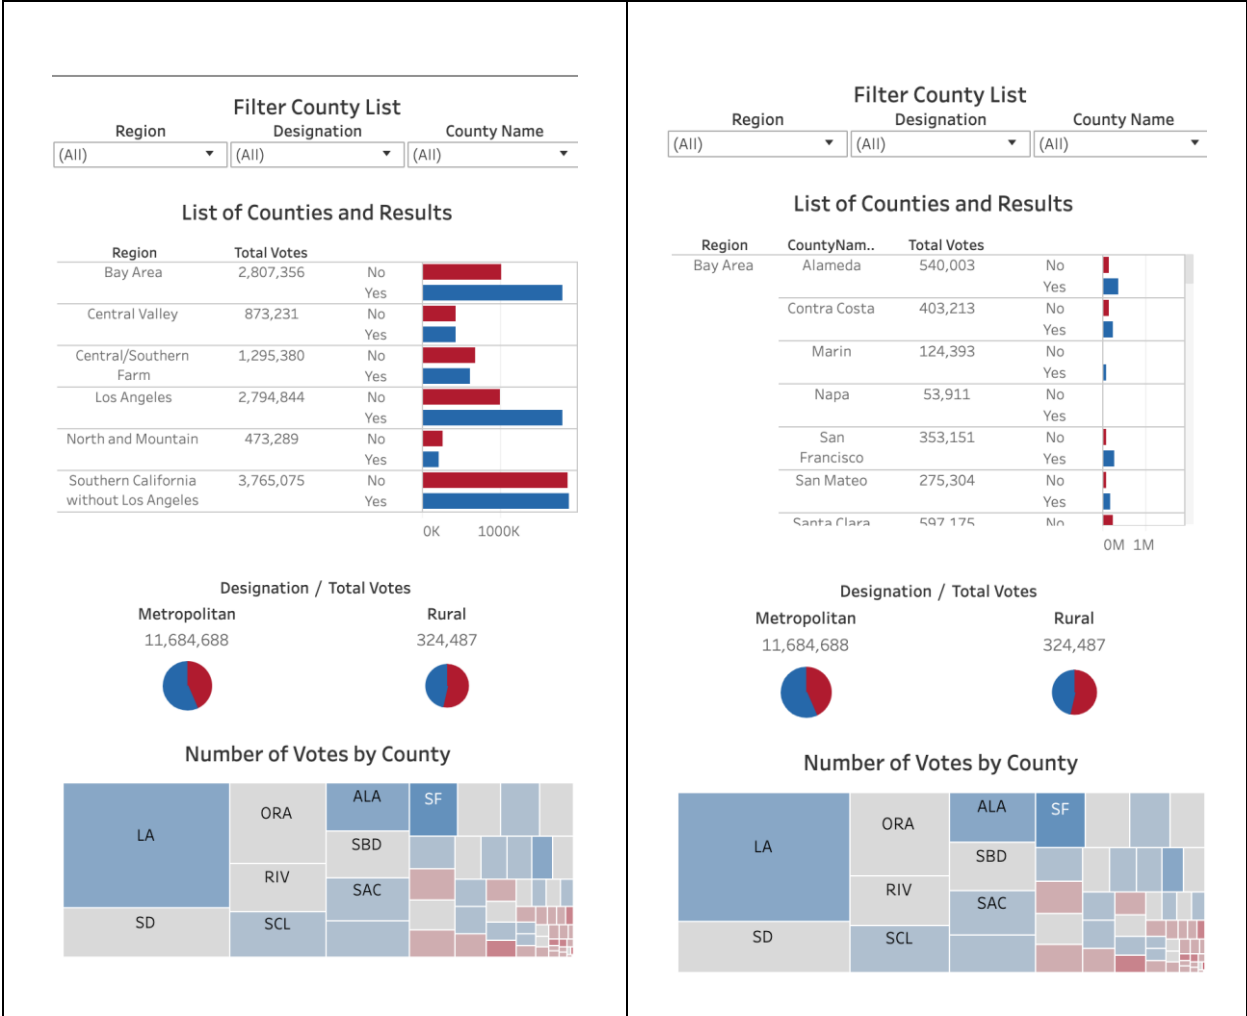 Filter County List
Region Designation County Name
(All) (All) (All)
List of Counties and Results
Region Total Votes
Bay Area 2,807,356 No
Yes
Central Valley 873,231 No
Yes
Central/Southern 1,295,380 No
Farm Yes
Los Angeles 2,794,844 No
Yes
North and Mountain 473,289 No
Yes
Southern California 3,765,075 No
without Los Angeles Yes
0K 1000K
Designation / Total Votes
Metropolitan Rural
11,684,688 324,487
Number of Votes by County
LA ORA ALA SF
SBD
RIV SAC
SD SCL
Filter County List
Region Designation County Name
(All) (All) (All)
List of Counties and Results
Region CountyNam.. Total Votes
Bay Area Alameda 540,003 No
Yes
Contra Costa 403,213 No
Yes
Marin 124,393 No
Yes
Napa 53,911 No
Yes
San 353,151 No
Francisco Yes
San Mateo 275,304 No
Yes
Santa Clara 597,175 No
0M 1M
Designation / Total Votes
Metropolitan Rural
11,684,688 324,487
Number of Votes by County
LA ORA ALA SF
SBD
RIV SAC
SD SCL